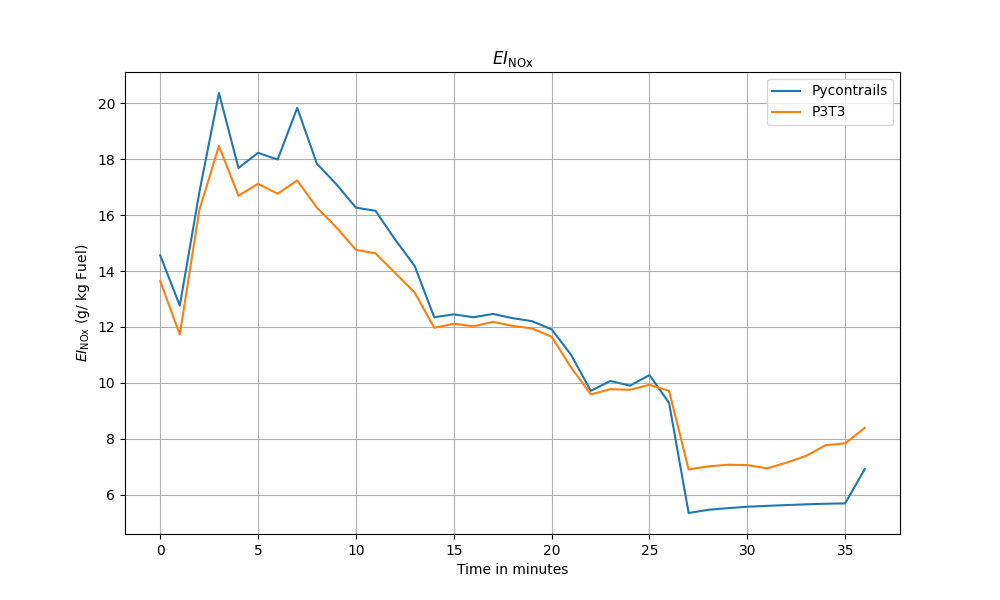 EI_NOx
Pycontrails
P3T3
EI_NOx (g/ kg Fuel)
20
18
16
14
12
10
8
6
0 5 10 15 20 25 30 35
Time in minutes